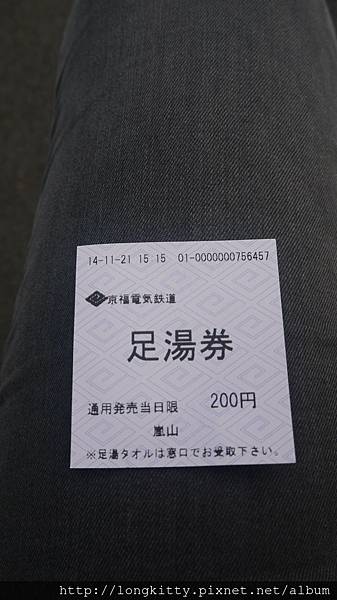 14-11-21 15 15 01-0000000756457
京福電気鉄道
足湯券
通用発売当日限 200円
嵐山
※足湯タオルは窓口でお受取下さい。
http://longkitty.pixnet.net/album